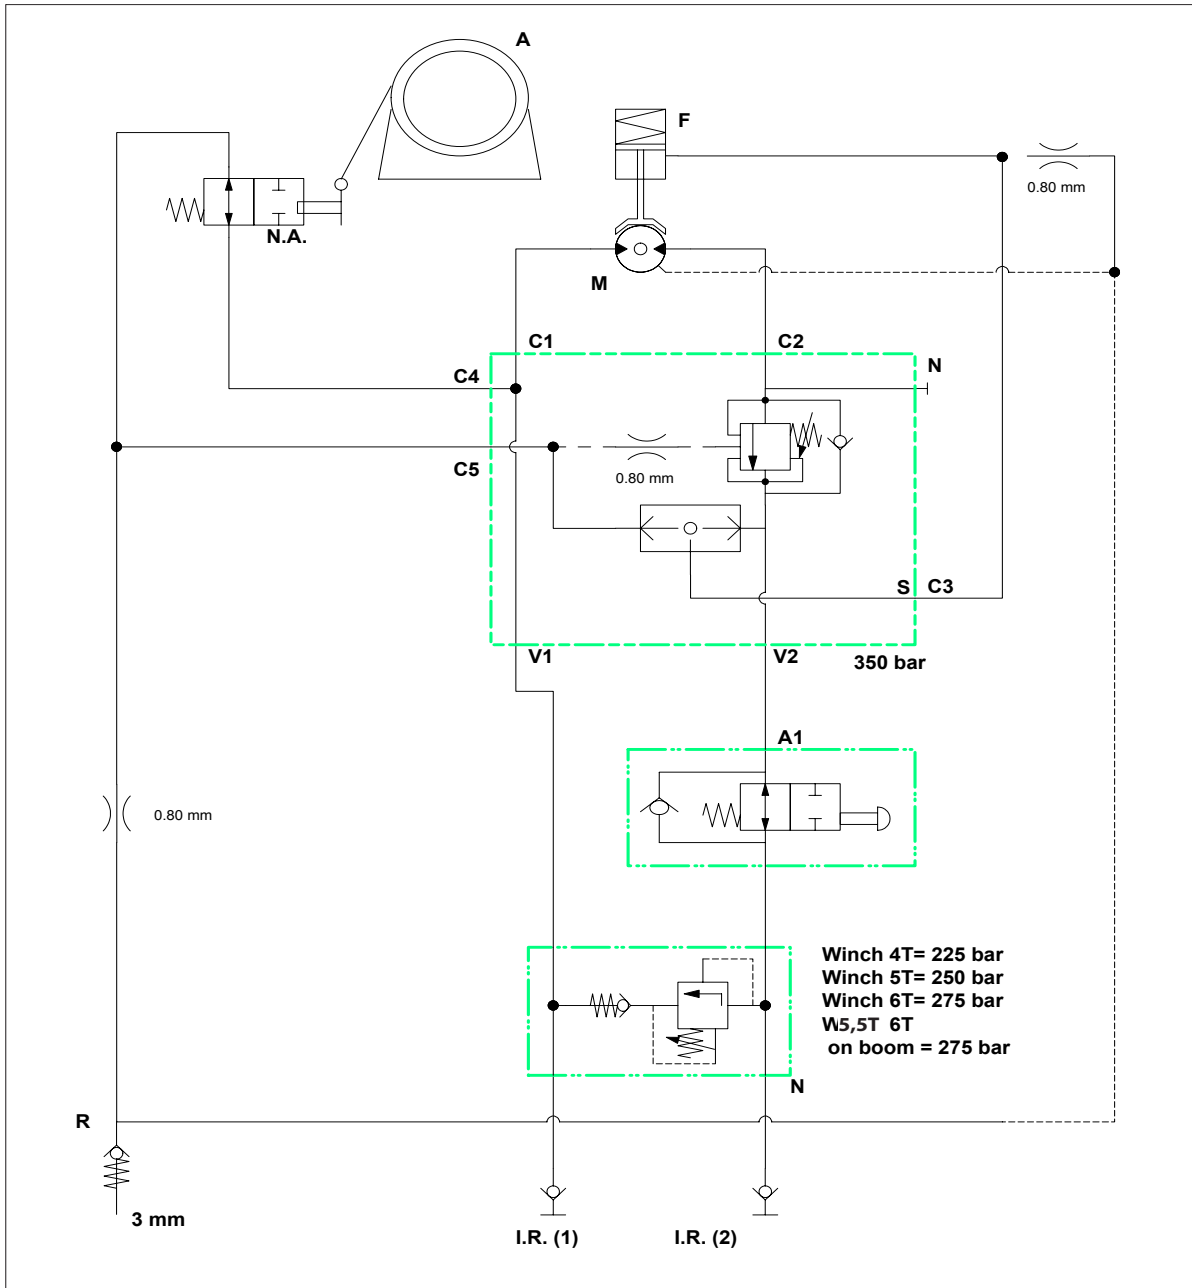 A
F
0.80 mm
N.A.
M
C1
C2
C4
N
C5
0.80 mm
S C3
V1
V2
350 bar
A1
0.80 mm
Winch 4T= 225 bar
Winch 5T= 250 bar
Winch 6T= 275 bar
W5,5T 6T
on boom = 275 bar
N
R
3 mm
I.R. (1)
I.R. (2)